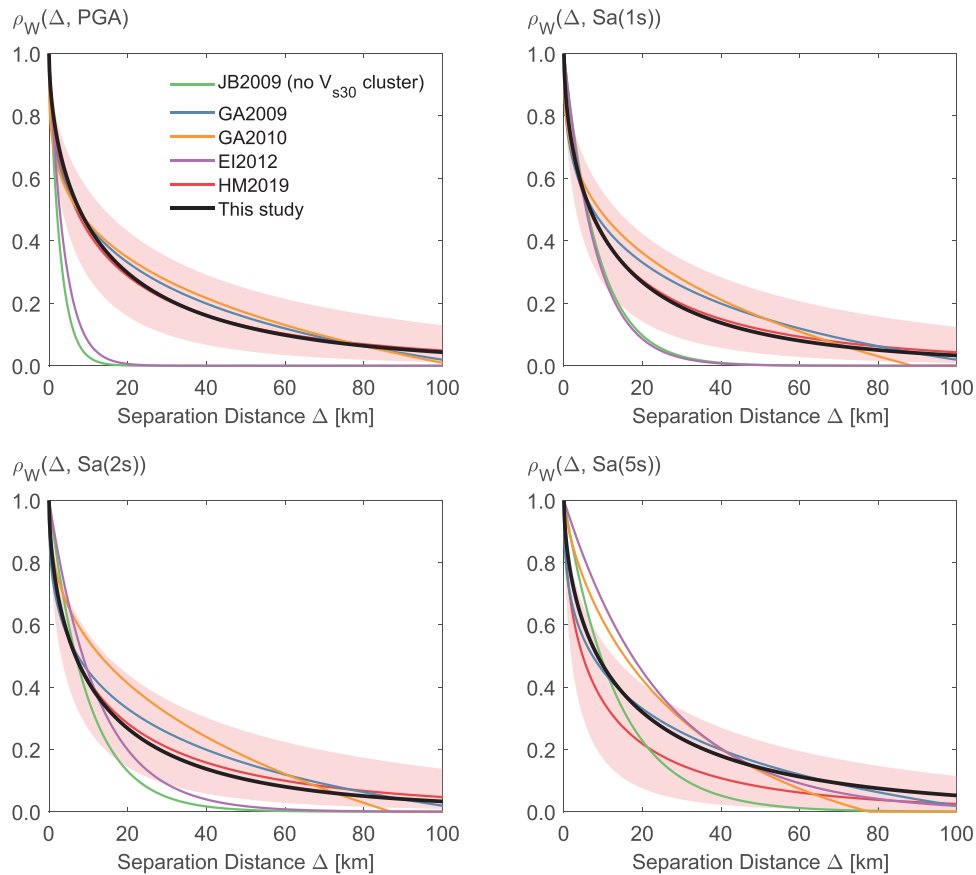 ρW(Δ, PGA)
1.0
0.8
0.6
0.4
0.2
0.0
0 20 40 60 80 100
Separation Distance Δ [km]
JB2009 (no Vs30 cluster)
GA2009
GA2010
EI2012
HM2019
This study
ρW(Δ, Sa(1s))
1.0
0.8
0.6
0.4
0.2
0.0
0 20 40 60 80 100
Separation Distance Δ [km]
ρW(Δ, Sa(2s))
1.0
0.8
0.6
0.4
0.2
0.0
0 20 40 60 80 100
Separation Distance Δ [km]
ρW(Δ, Sa(5s))
1.0
0.8
0.6
0.4
0.2
0.0
0 20 40 60 80 100
Separation Distance Δ [km]